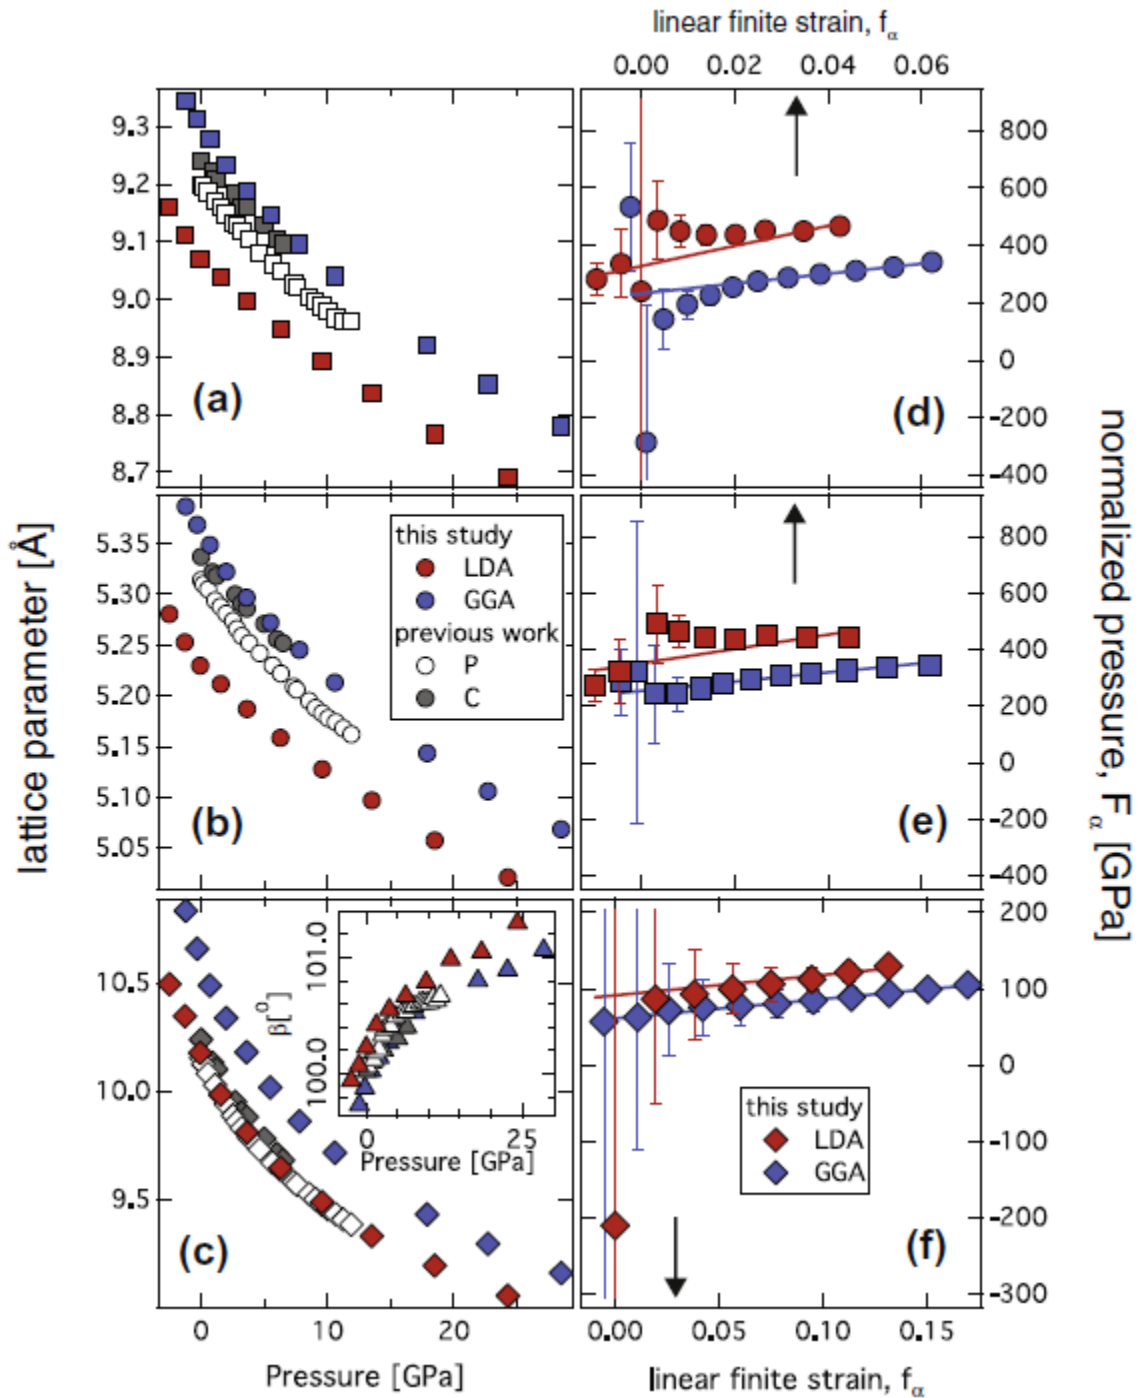 linear finite strain, fα
0.00 0.02 0.04 0.06
lattice parameter [Å]
9.3
9.2
9.1
9.0
8.9
8.8
8.7
(a)
800
600
400
200
0
-200
-400
(d)
5.35
5.30
5.25
5.20
5.15
5.10
5.05
this study
LDA
GGA
previous work
P
C
(b)
800
600
400
200
0
-200
-400
(e)
normalized pressure, Fα [GPa]
10.5
10.0
9.5
β[°]
101.0
100.0
0 25
Pressure [GPa]
(c)
200
100
0
-100
-200
-300
this study
LDA
GGA
(f)
0 10 20
Pressure [GPa]
0.00 0.05 0.10 0.15
linear finite strain, fα